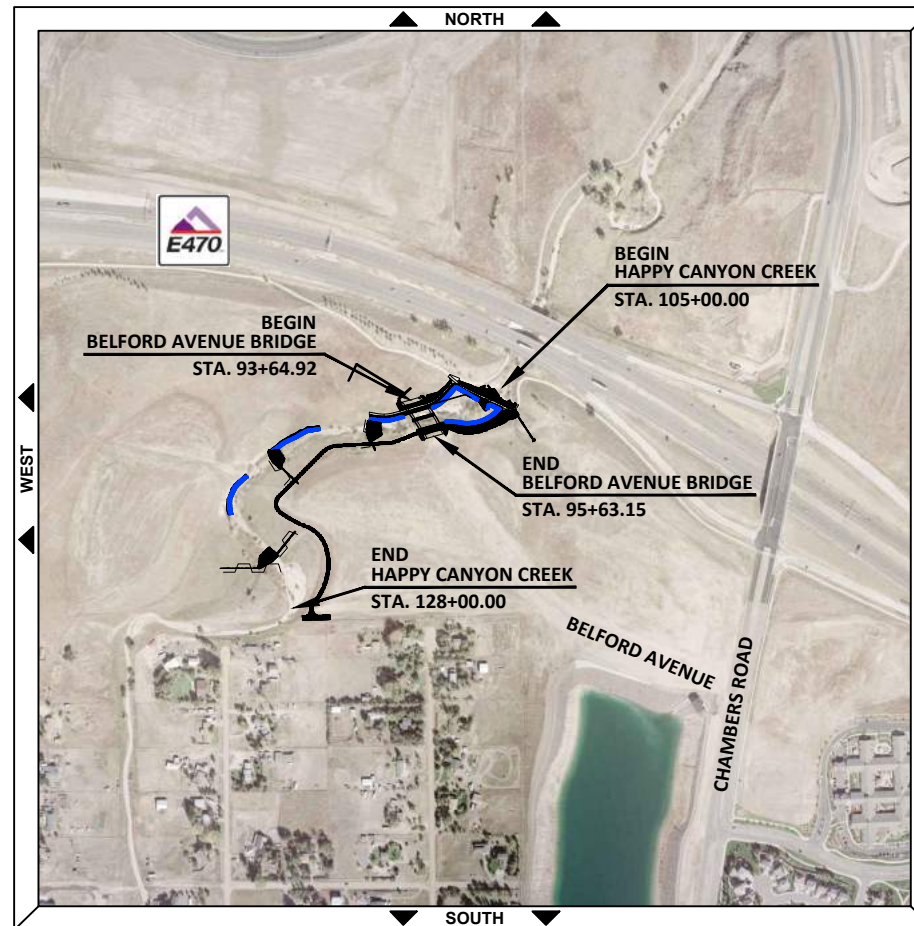 NORTH
E470
BEGIN
HAPPY CANYON CREEK
STA. 105+00.00
BEGIN
BELFORD AVENUE BRIDGE
STA. 93+64.92
WEST
END
BELFORD AVENUE BRIDGE
STA. 95+63.15
END
HAPPY CANYON CREEK
STA. 128+00.00
BELFORD AVENUE
CHAMBERS ROAD
SOUTH